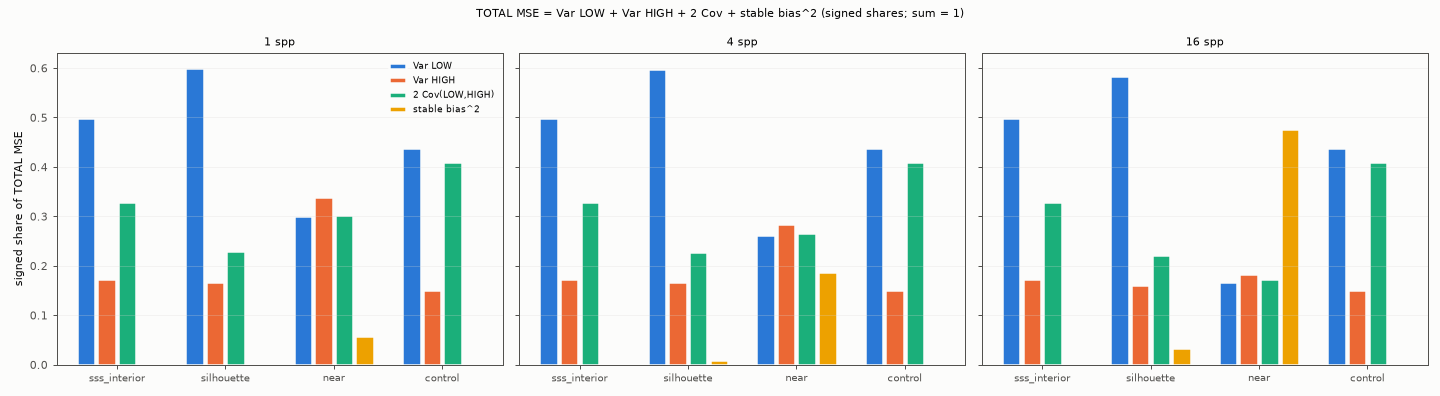 TOTAL MSE = Var LOW + Var HIGH + 2 Cov + stable bias^2 (signed shares; sum = 1)
1 spp
4 spp
16 spp
signed share of TOTAL MSE
0.6
0.5
0.4
0.3
0.2
0.1
0.0
Var LOW
Var HIGH
2 Cov(LOW,HIGH)
stable bias^2
sss_interior
silhouette
near
control
sss_interior
silhouette
near
control
sss_interior
silhouette
near
control